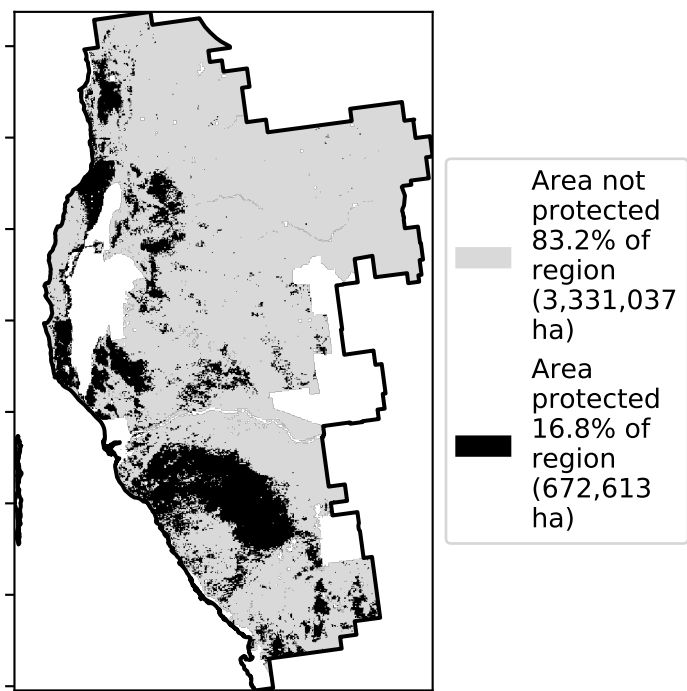 Area not
protected
83.2% of
region
(3,331,037
ha)
Area
protected
16.8% of
region
(672,613
ha)